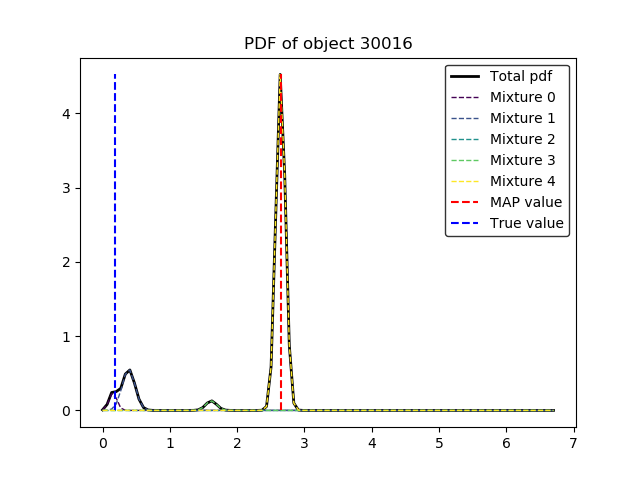 PDF of object 30016
Total pdf
Mixture 0
Mixture 1
Mixture 2
Mixture 3
Mixture 4
MAP value
True value
4
3
2
1
0
0 1 2 3 4 5 6 7